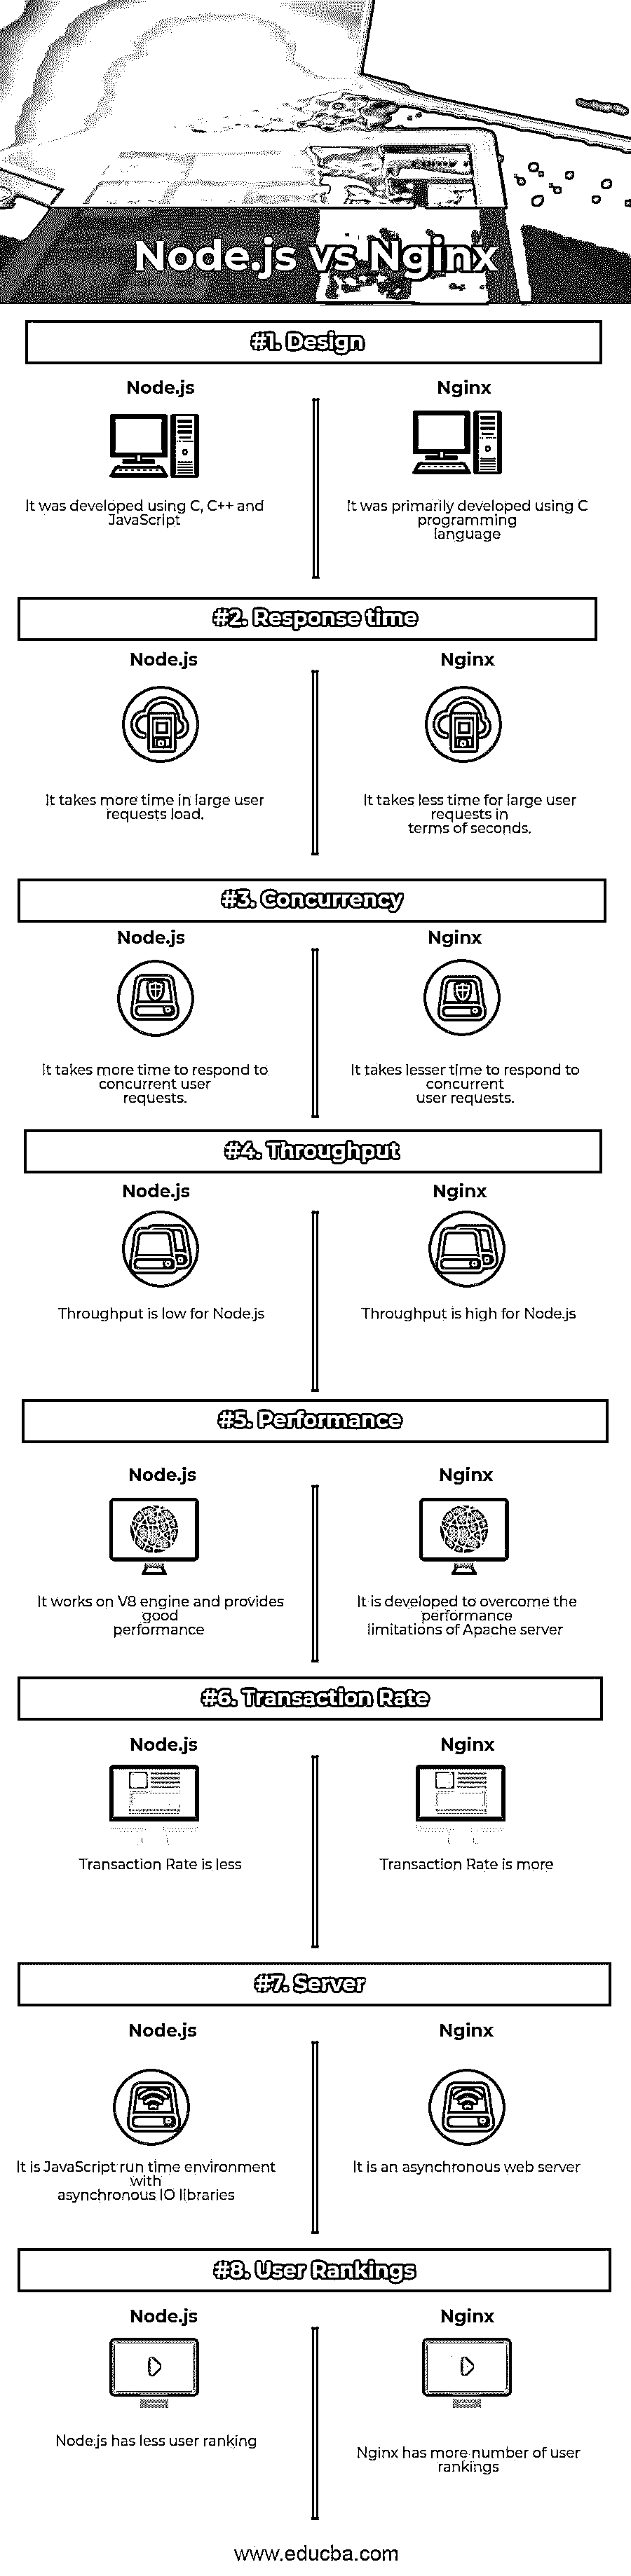 Node.js vs Nginx
#1. Design
Node.js
Nginx
It was developed using C, C++ and
JavaScript
It was primarily developed using C
programming
language
#2. Response time
Node.js
Nginx
It takes more time in large user
requests load.
It takes less time for large user
requests in
terms of seconds.
#3. Concurrency
Node.js
Nginx
It takes more time to respond to
concurrent user
requests.
It takes lesser time to respond to
concurrent
user requests.
#4. Throughput
Node.js
Nginx
Throughput is low for Node.js
Throughput is high for Node.js
#5. Performance
Node.js
Nginx
It works on V8 engine and provides
good
performance
It is developed to overcome the
performance
limitations of Apache server
#6. Transaction Rate
Node.js
Nginx
Transaction Rate is less
Transaction Rate is more
#7. Server
Node.js
Nginx
It is JavaScript run time environment
with
asynchronous IO libraries
It is an asynchronous web server
#8. User Rankings
Node.js
Nginx
Node.js has less user ranking
Nginx has more number of user
rankings
www.educba.com